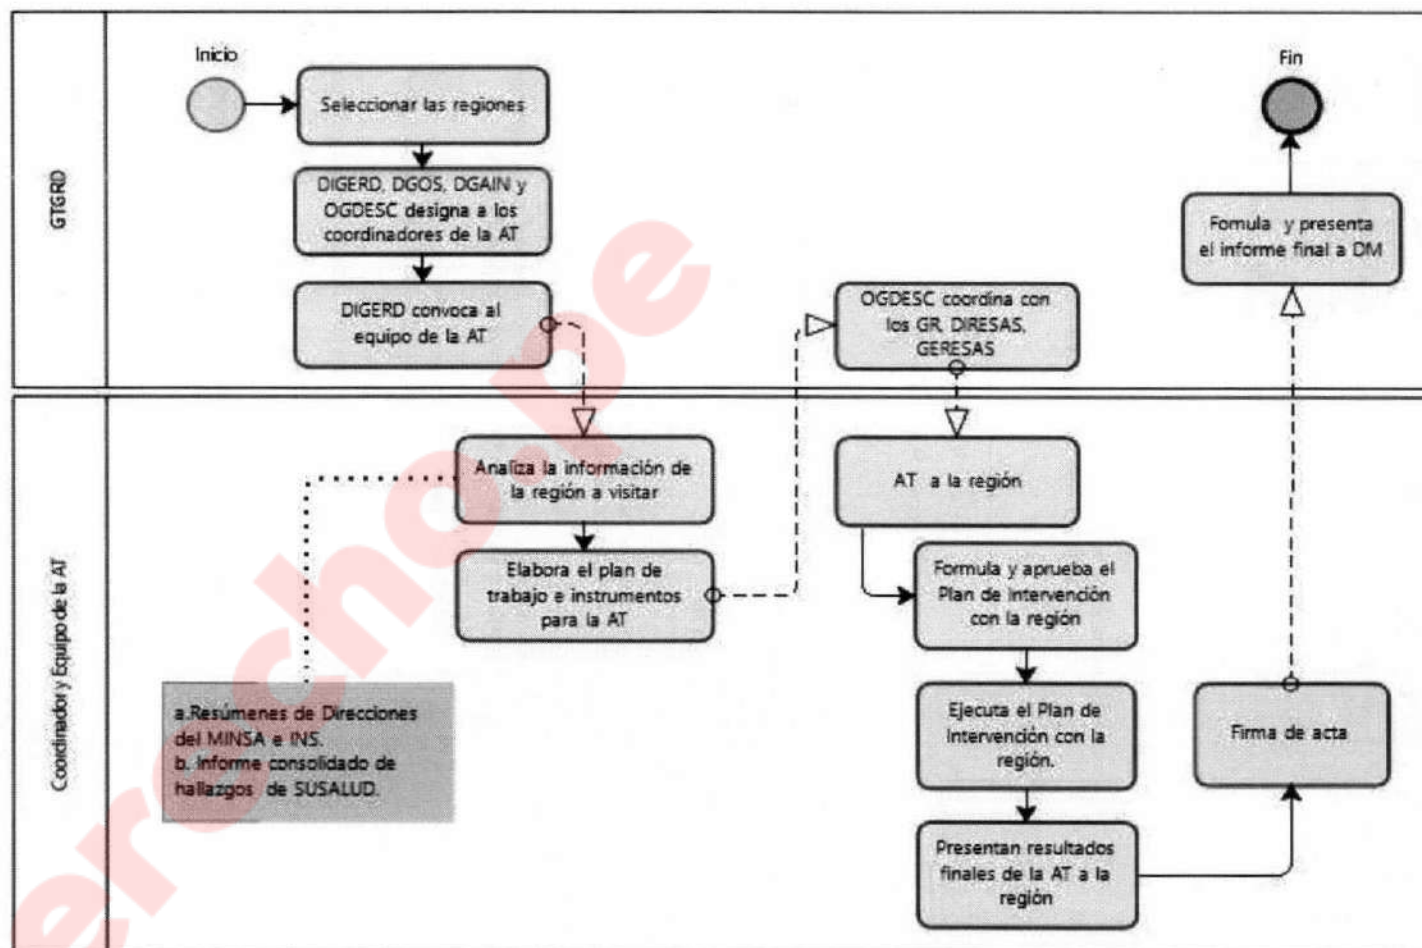 Inicio
Seleccionar las regiones
DIGERD, DGOS, DGAIN y
OGDESC designa a los
coordinadores de la AT
DIGERD convoca al
equipo de la AT
GTGRD
OGDESC coordina con
los GR, DIRESAS,
GERESAS
Fin
Fomula y presenta
el informe final a DM
Coordinador y Equipo de la AT
Analiza la información de
la región a visitar
Elabora el plan de
trabajo e instrumentos
para la AT
a.Resúmenes de Direcciones
del MINSA e INS.
b. Informe consolidado de
hallazgos de SUSALUD.
AT a la región
Formula y aprueba el
Plan de Intervención
con la región
Ejecuta el Plan de
Intervención con la
región.
Presentan resultados
finales de la AT a la
región
Firma de acta
erecho.pe